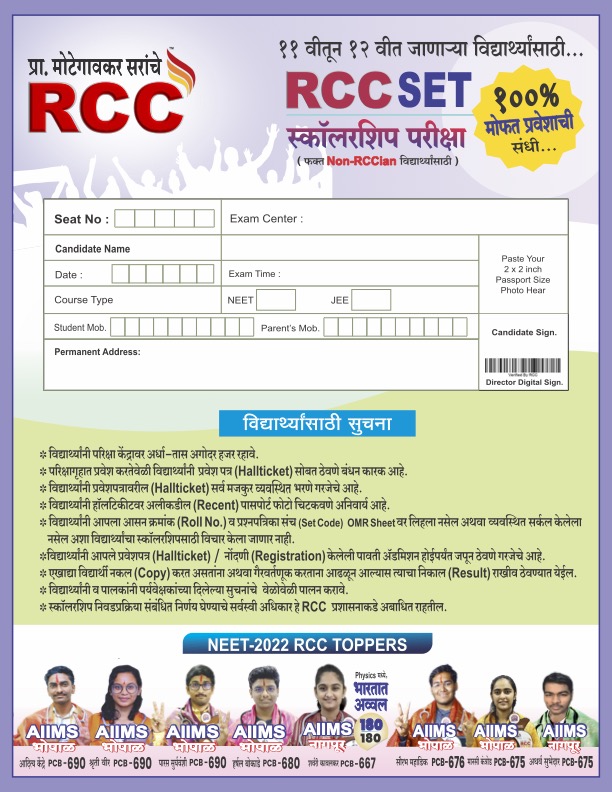 प्रा. मोटेगावकर सरांचे
RCC
११ वीतून १२ वीत जाणाऱ्या विद्यार्थ्यांसाठी...
RCC SET
स्कॉलरशिप परीक्षा
( फक्त Non-RCCian विद्यार्थ्यांसाठी )
१००%
मोफत प्रवेशाची
संधी...
Seat No :
Exam Center :
Candidate Name
Date :
Exam Time :
Course Type
NEET
JEE
Paste Your
2 x 2 inch
Passport Size
Photo Hear
Student Mob.
Parent's Mob.
Candidate Sign.
Permanent Address:
Verified By RCC
Director Digital Sign.
विद्यार्थ्यांसाठी सुचना
* विद्यार्थ्यांनी परिक्षा केंद्रावर अर्धा–तास अगोदर हजर रहावे.
* परिक्षागृहात प्रवेश करतेवेळी विद्यार्थ्यांनी प्रवेश पत्र (Hallticket) सोबत ठेवणे बंधन कारक आहे.
* विद्यार्थ्यांनी प्रवेशपत्रावरील (Hallticket) सर्व मजकुर व्यवस्थित भरणे गरजेचे आहे.
* विद्यार्थ्यांनी हॉलटिकीटवर अलीकडील (Recent) पासपोर्ट फोटो चिटकवणे अनिवार्य आहे.
* विद्यार्थ्यांनी आपला आसन क्रमांक (Roll No.) व प्रश्नपत्रिका संच (Set Code) OMR Sheet वर लिहला नसेल अथवा व्यवस्थित सर्कल केलेला
नसेल अशा विद्यार्थ्यांचा स्कॉलरशिपसाठी विचार केला जाणार नाही.
*विद्यार्थ्यांनी आपले प्रवेशपत्र (Hallticket) / नोंदणी (Registration) केलेली पावती ॲडमिशन होईपर्यंत जपून ठेवणे गरजेचे आहे.
* एखाद्या विद्यार्थी नकल (Copy) करत असतांना अथवा गैरवर्तणूक करताना आढळून आल्यास त्याचा निकाल (Result) राखीव ठेवण्यात येईल.
* विद्यार्थ्यांनी व पालकांनी पर्यवेक्षकाच्या दिलेल्या सुचनांचे वेळोवेळी पालन करावे.
* स्कॉलरशिप निवडप्रक्रिया संबंधित निर्णय घेण्याचे सर्वस्वी अधिकार हे RCC प्रशासनाकडे अबाधित राहतील.
NEET-2022 RCC TOPPERS
Physics मध्ये,
भारतात
अव्वल
180
180
AIIMS AIIMS AIIMS AIIMS AIIMS AIIMS AIIMS AIIMS
भोपाळ भोपाळ भोपाळ भोपाळ नागपूर भोपाळ भोपाळ नागपूर
PCB-690 PCB-690 PCB-690 PCB-680 PCB-667 PCB-676 PCB-675 PCB-675